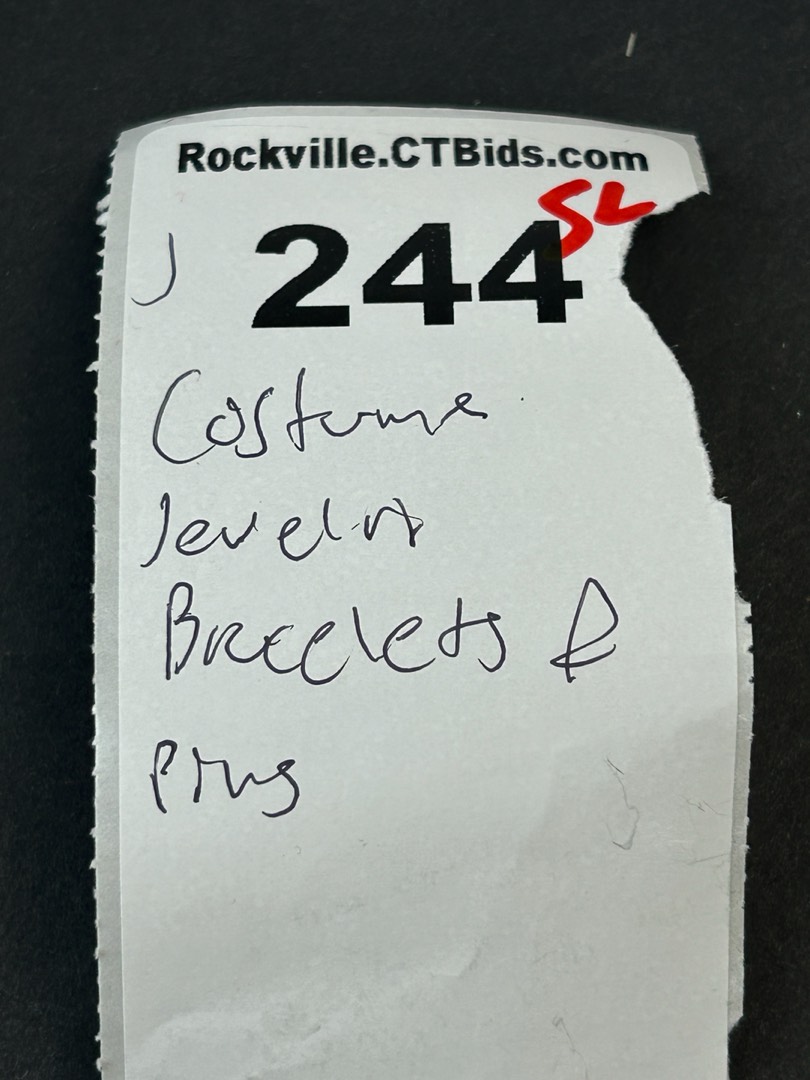 Rockville.CTBids.com
SL
J 244
Costume
Jewelry
Bracelets &
Pins